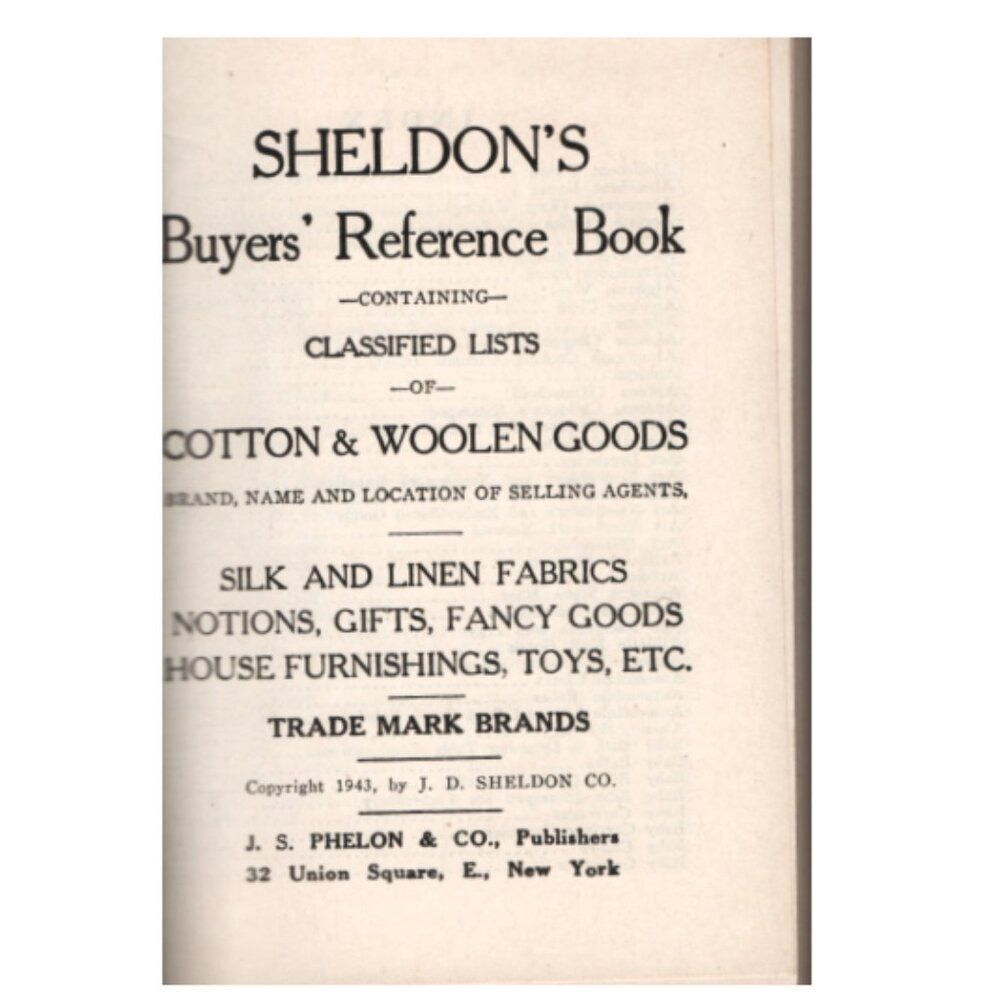 SHELDON'S
Buyers' Reference Book
—CONTAINING—
CLASSIFIED LISTS
—OF—
COTTON & WOOLEN GOODS
BRAND, NAME AND LOCATION OF SELLING AGENTS,
SILK AND LINEN FABRICS
NOTIONS, GIFTS, FANCY GOODS
HOUSE FURNISHINGS, TOYS, ETC.
TRADE MARK BRANDS
Copyright 1943, by J. D. SHELDON CO.
J. S. PHELON & CO., Publishers
32 Union Square, E., New York